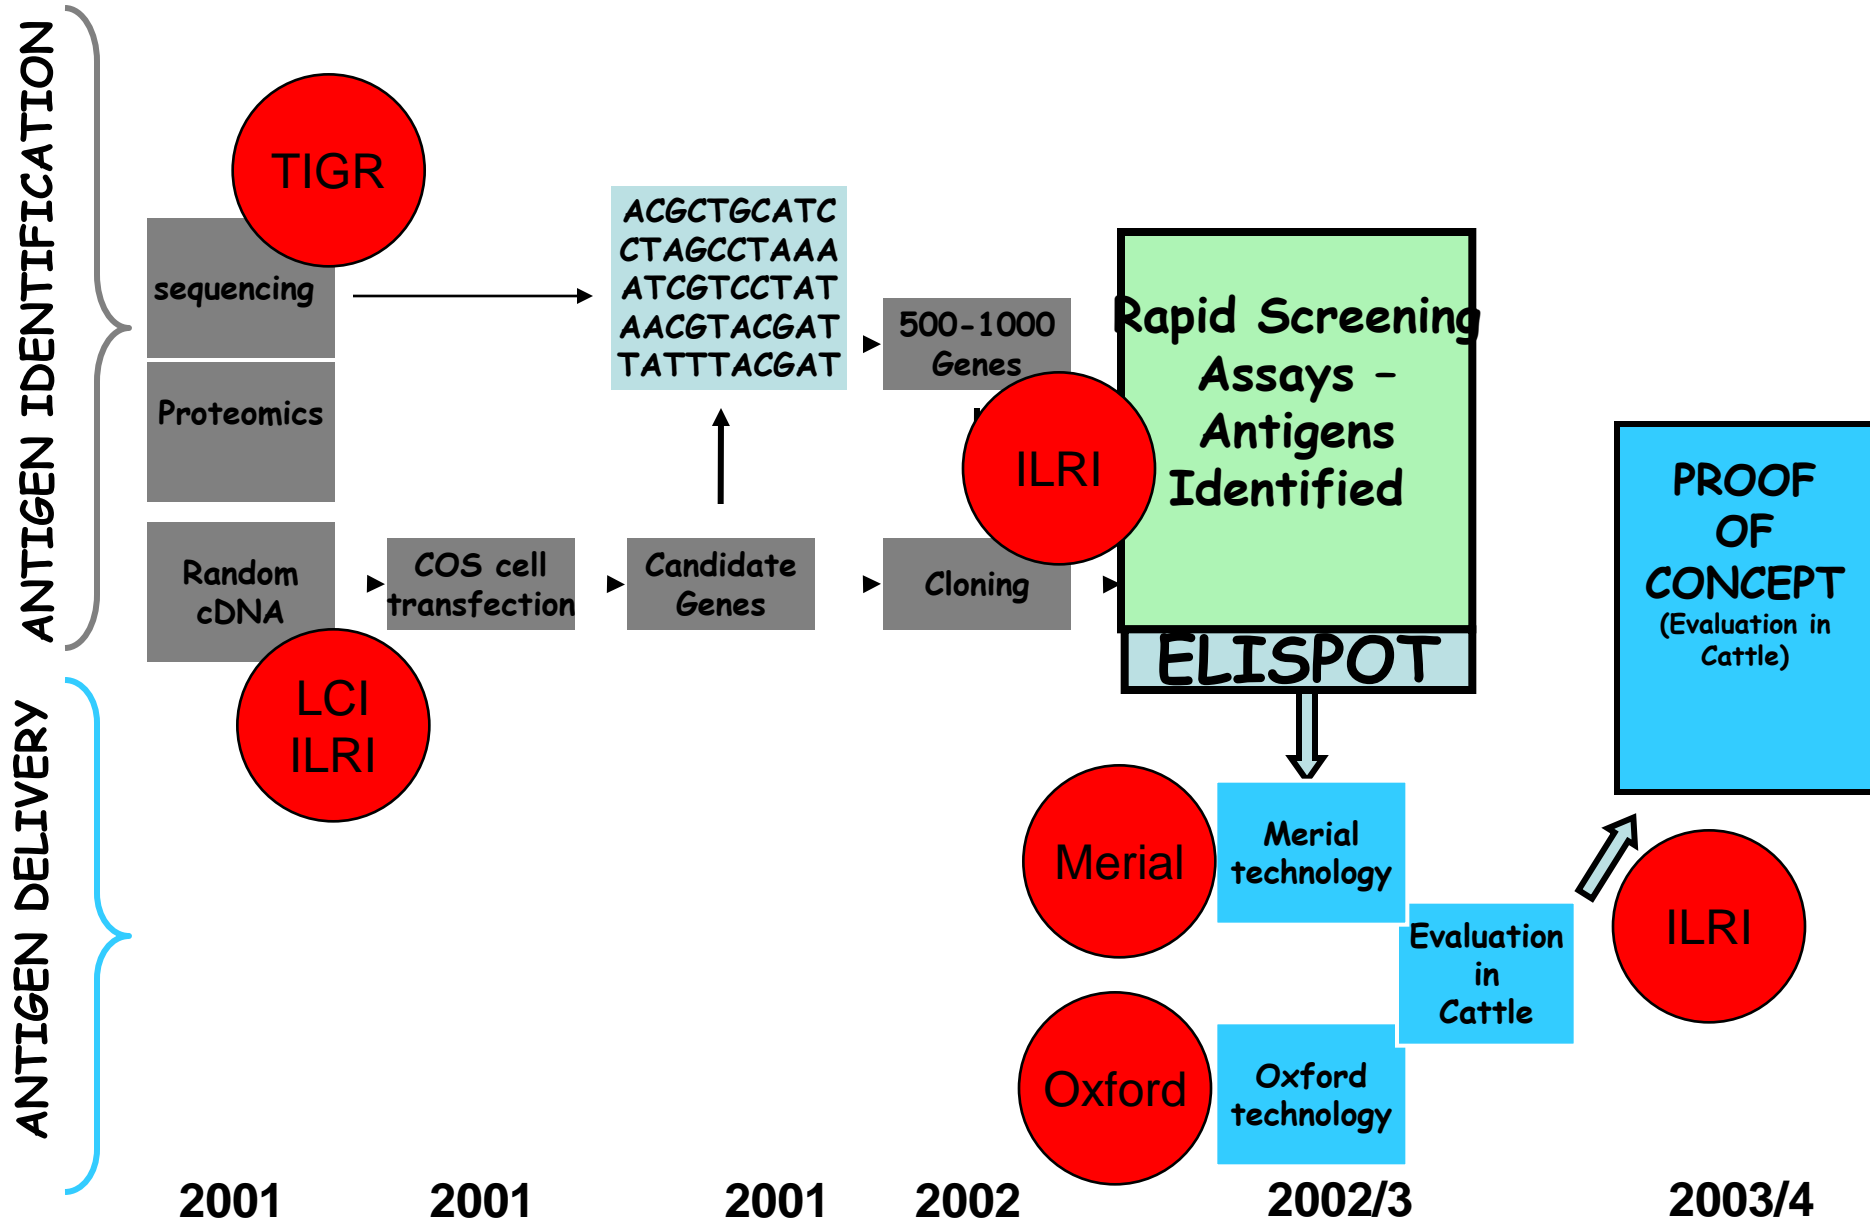 ANTIGEN IDENTIFICATION
TIGR
sequencing
Proteomics
Random
cDNA
LCI
ILRI
COS cell
transfection
ACGCTGCATC
CTAGCCTAAA
ATCGTCCTAT
AACGTACGAT
TATTTACGAT
Candidate
Genes
500-1000
Genes
ILRI
Cloning
Rapid Screening
Assays –
Antigens
Identified
ELISPOT
PROOF
OF
CONCEPT
(Evaluation in
Cattle)
ANTIGEN DELIVERY
Merial
Merial
technology
Evaluation
in
Cattle
ILRI
Oxford
Oxford
technology
2001
2001
2001
2002
2002/3
2003/4